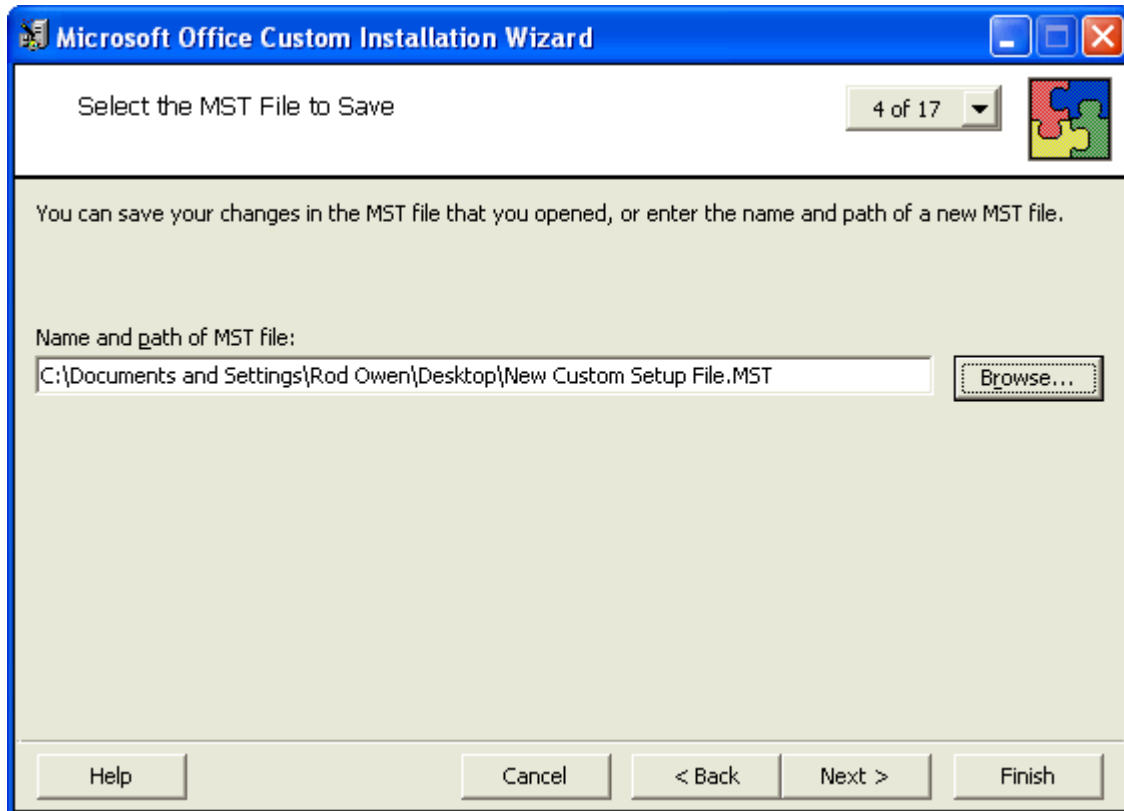 Microsoft Office Custom Installation Wizard
Select the MST File to Save
4 of 17
You can save your changes in the MST file that you opened, or enter the name and path of a new MST file.
Name and path of MST file:
C:\Documents and Settings\Rod Owen\Desktop\New Custom Setup File.MST
Browse...
Help
Cancel
< Back
Next >
Finish